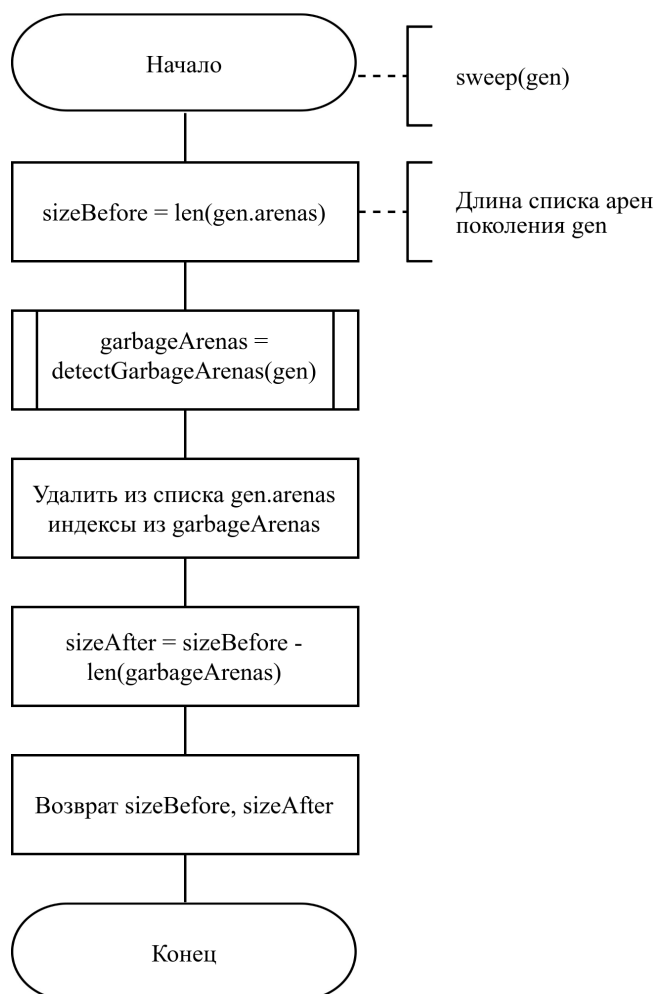 Начало
sweep(gen)
sizeBefore = len(gen.arenas)
Длина списка арен
поколения gen
garbageArenas =
detectGarbageArenas(gen)
Удалить из списка gen.arenas
индексы из garbageArenas
sizeAfter = sizeBefore -
len(garbageArenas)
Возврат sizeBefore, sizeAfter
Конец